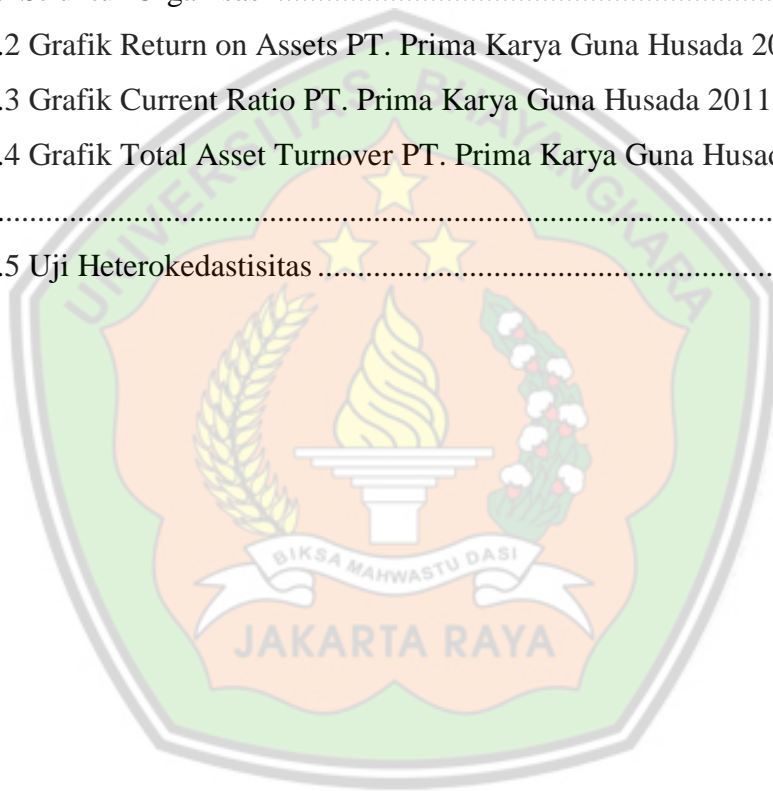 .2 Grafik Return on Assets PT. Prima Karya Guna Husada 20
.3 Grafik Current Ratio PT. Prima Karya Guna Husada 2011
.4 Grafik Total Asset Turnover PT. Prima Karya Guna Husad
................................................................................
.5 Uji Heterokedastisitas ................................................
UNIVERSITAS BHAYANGKARA
BIKSA MAHWASTU DASI
JAKARTA RAYA